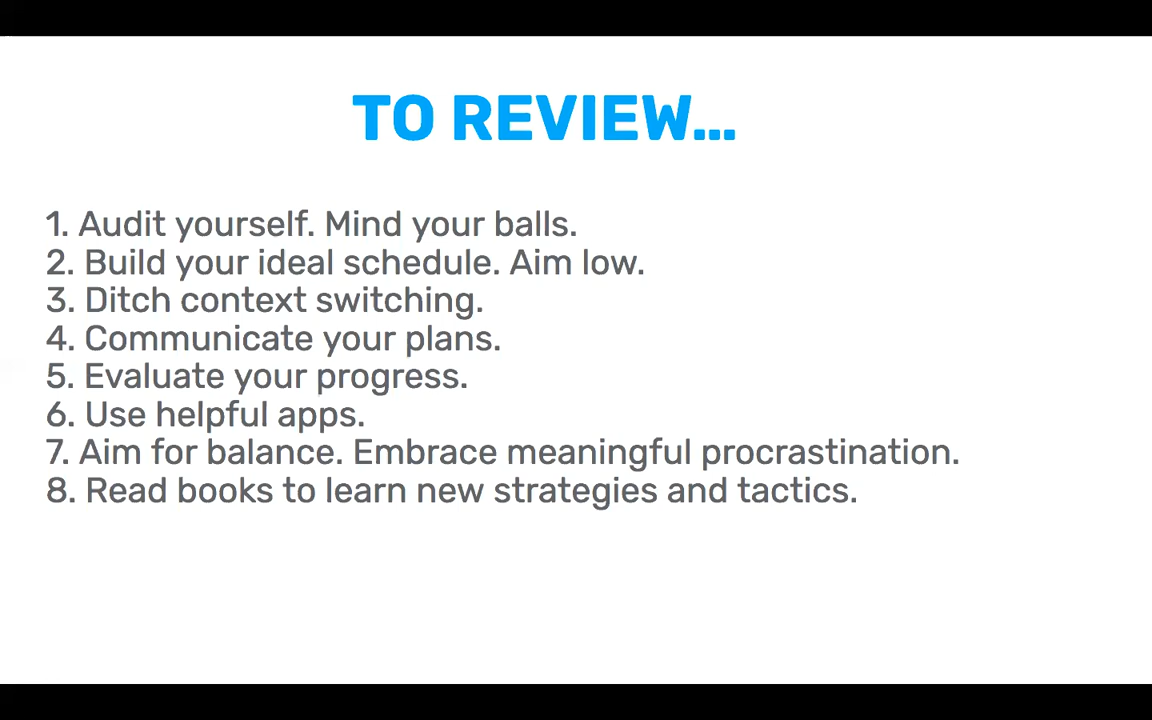 TO REVIEW...
1. Audit yourself. Mind your balls.
2. Build your ideal schedule. Aim low.
3. Ditch context switching.
4. Communicate your plans.
5. Evaluate your progress.
6. Use helpful apps.
7. Aim for balance. Embrace meaningful procrastination.
8. Read books to learn new strategies and tactics.